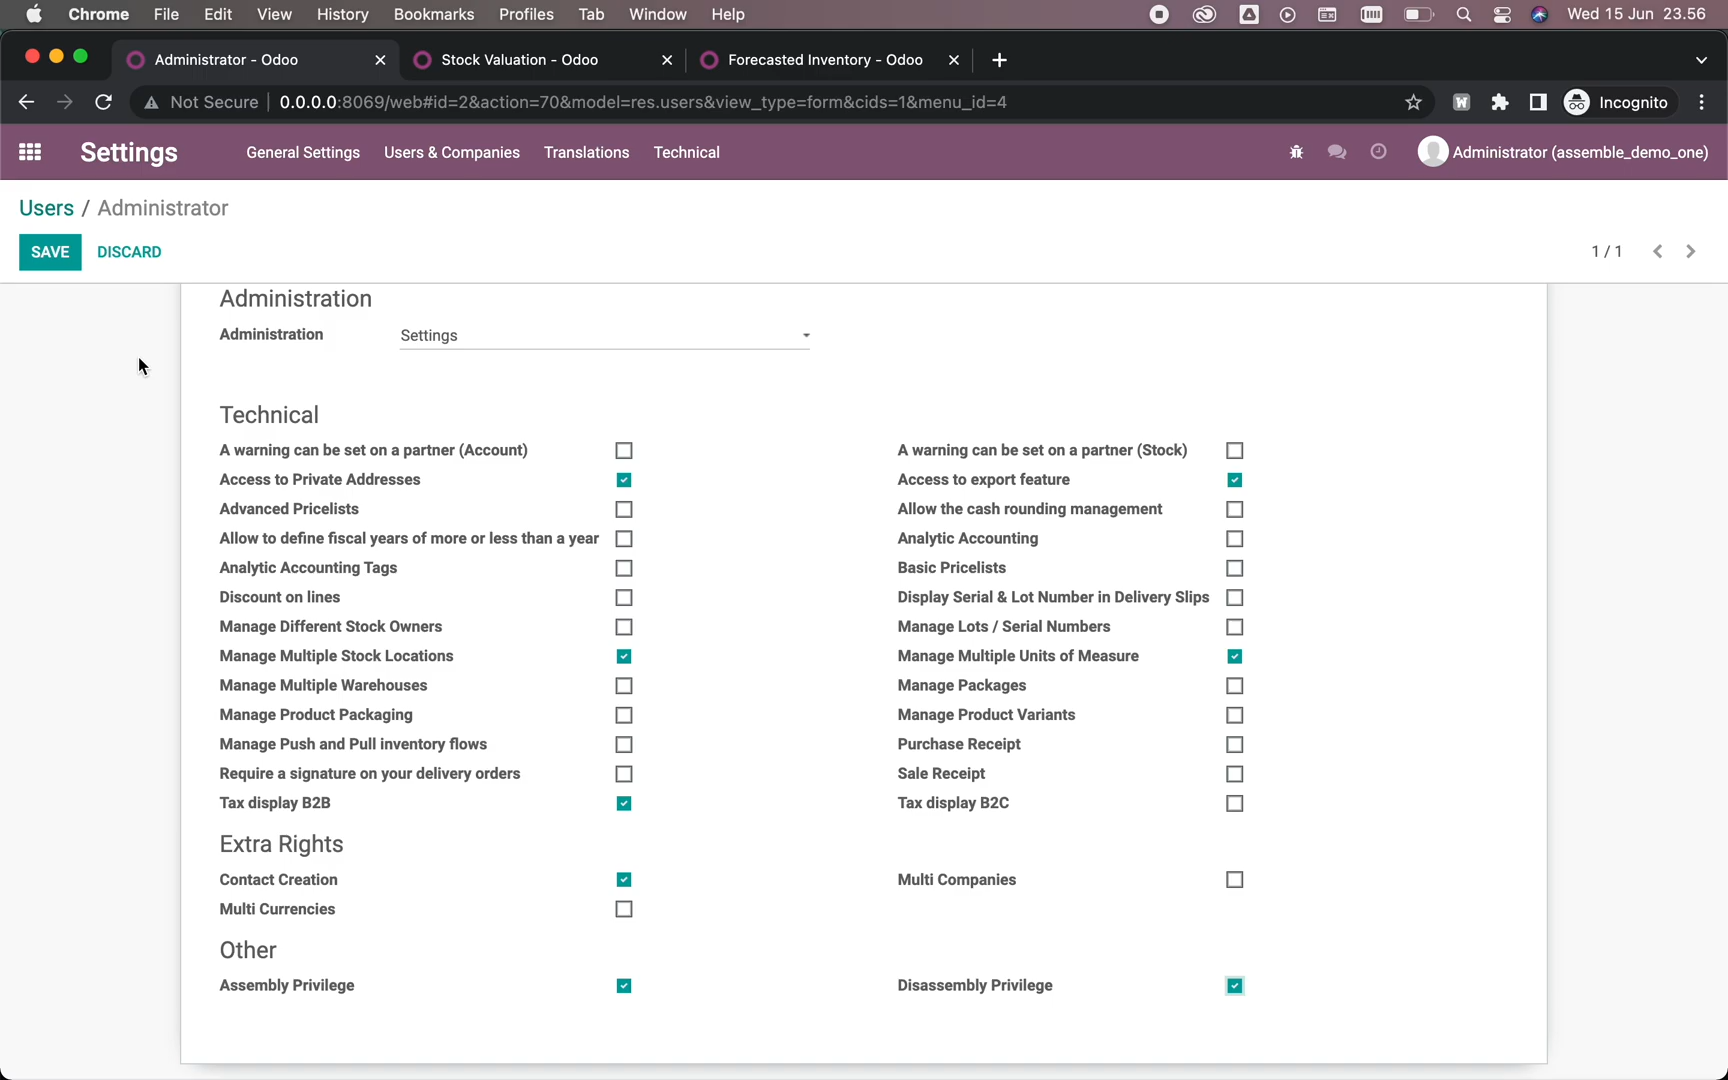 Chrome File Edit View History Bookmarks Profiles Tab Window Help Wed 15 Jun 23.56
Administrator - Odoo Stock Valuation - Odoo Forecasted Inventory - Odoo
Not Secure 0.0.0.0:8069/web#id=2&action=70&model=res.users&view_type=form&cids=1&menu_id=4 W Incognito
Settings General Settings Users & Companies Translations Technical Administrator (assemble_demo_one)
Users / Administrator
SAVE DISCARD 1 / 1
Administration
Administration Settings
Technical
A warning can be set on a partner (Account) A warning can be set on a partner (Stock)
Access to Private Addresses Access to export feature
Advanced Pricelists Allow the cash rounding management
Allow to define fiscal years of more or less than a year Analytic Accounting
Analytic Accounting Tags Basic Pricelists
Discount on lines Display Serial & Lot Number in Delivery Slips
Manage Different Stock Owners Manage Lots / Serial Numbers
Manage Multiple Stock Locations Manage Multiple Units of Measure
Manage Multiple Warehouses Manage Packages
Manage Product Packaging Manage Product Variants
Manage Push and Pull inventory flows Purchase Receipt
Require a signature on your delivery orders Sale Receipt
Tax display B2B Tax display B2C
Extra Rights
Contact Creation Multi Companies
Multi Currencies
Other
Assembly Privilege Disassembly Privilege